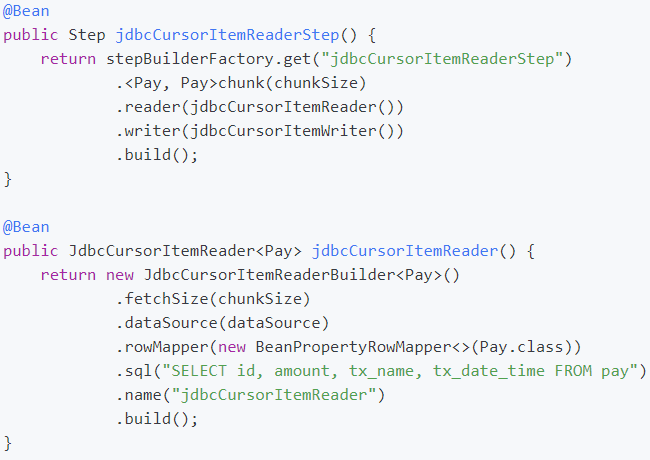 @Bean
public Step jdbcCursorItemReaderStep() {
    return stepBuilderFactory.get("jdbcCursorItemReaderStep")
            .<Pay, Pay>chunk(chunkSize)
            .reader(jdbcCursorItemReader())
            .writer(jdbcCursorItemWriter())
            .build();
}

@Bean
public JdbcCursorItemReader<Pay> jdbcCursorItemReader() {
    return new JdbcCursorItemReaderBuilder<Pay>()
            .fetchSize(chunkSize)
            .dataSource(dataSource)
            .rowMapper(new BeanPropertyRowMapper<>(Pay.class))
            .sql("SELECT id, amount, tx_name, tx_date_time FROM pay")
            .name("jdbcCursorItemReader")
            .build();
}